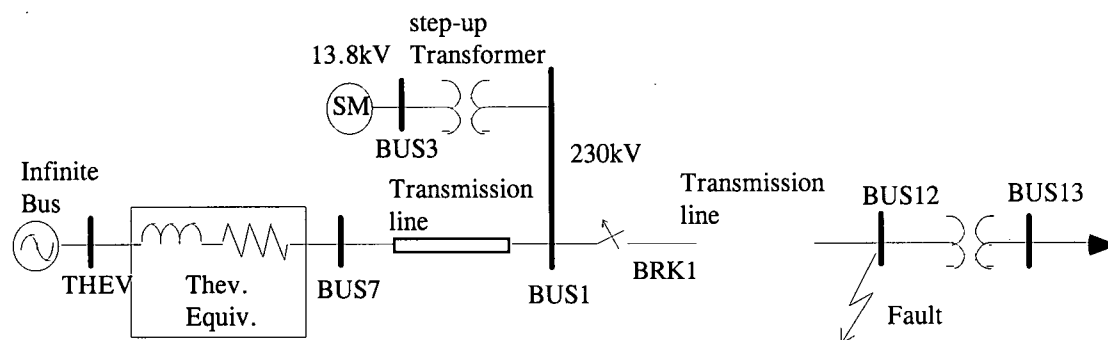 step-up
Transformer
13.8kV
SM
BUS3
230kV
Infinite
Bus
Transmission
line
Transmission
line
BUS12
BUS13
THEV
Thev.
Equiv.
BUS7
BUS1
BRK1
Fault